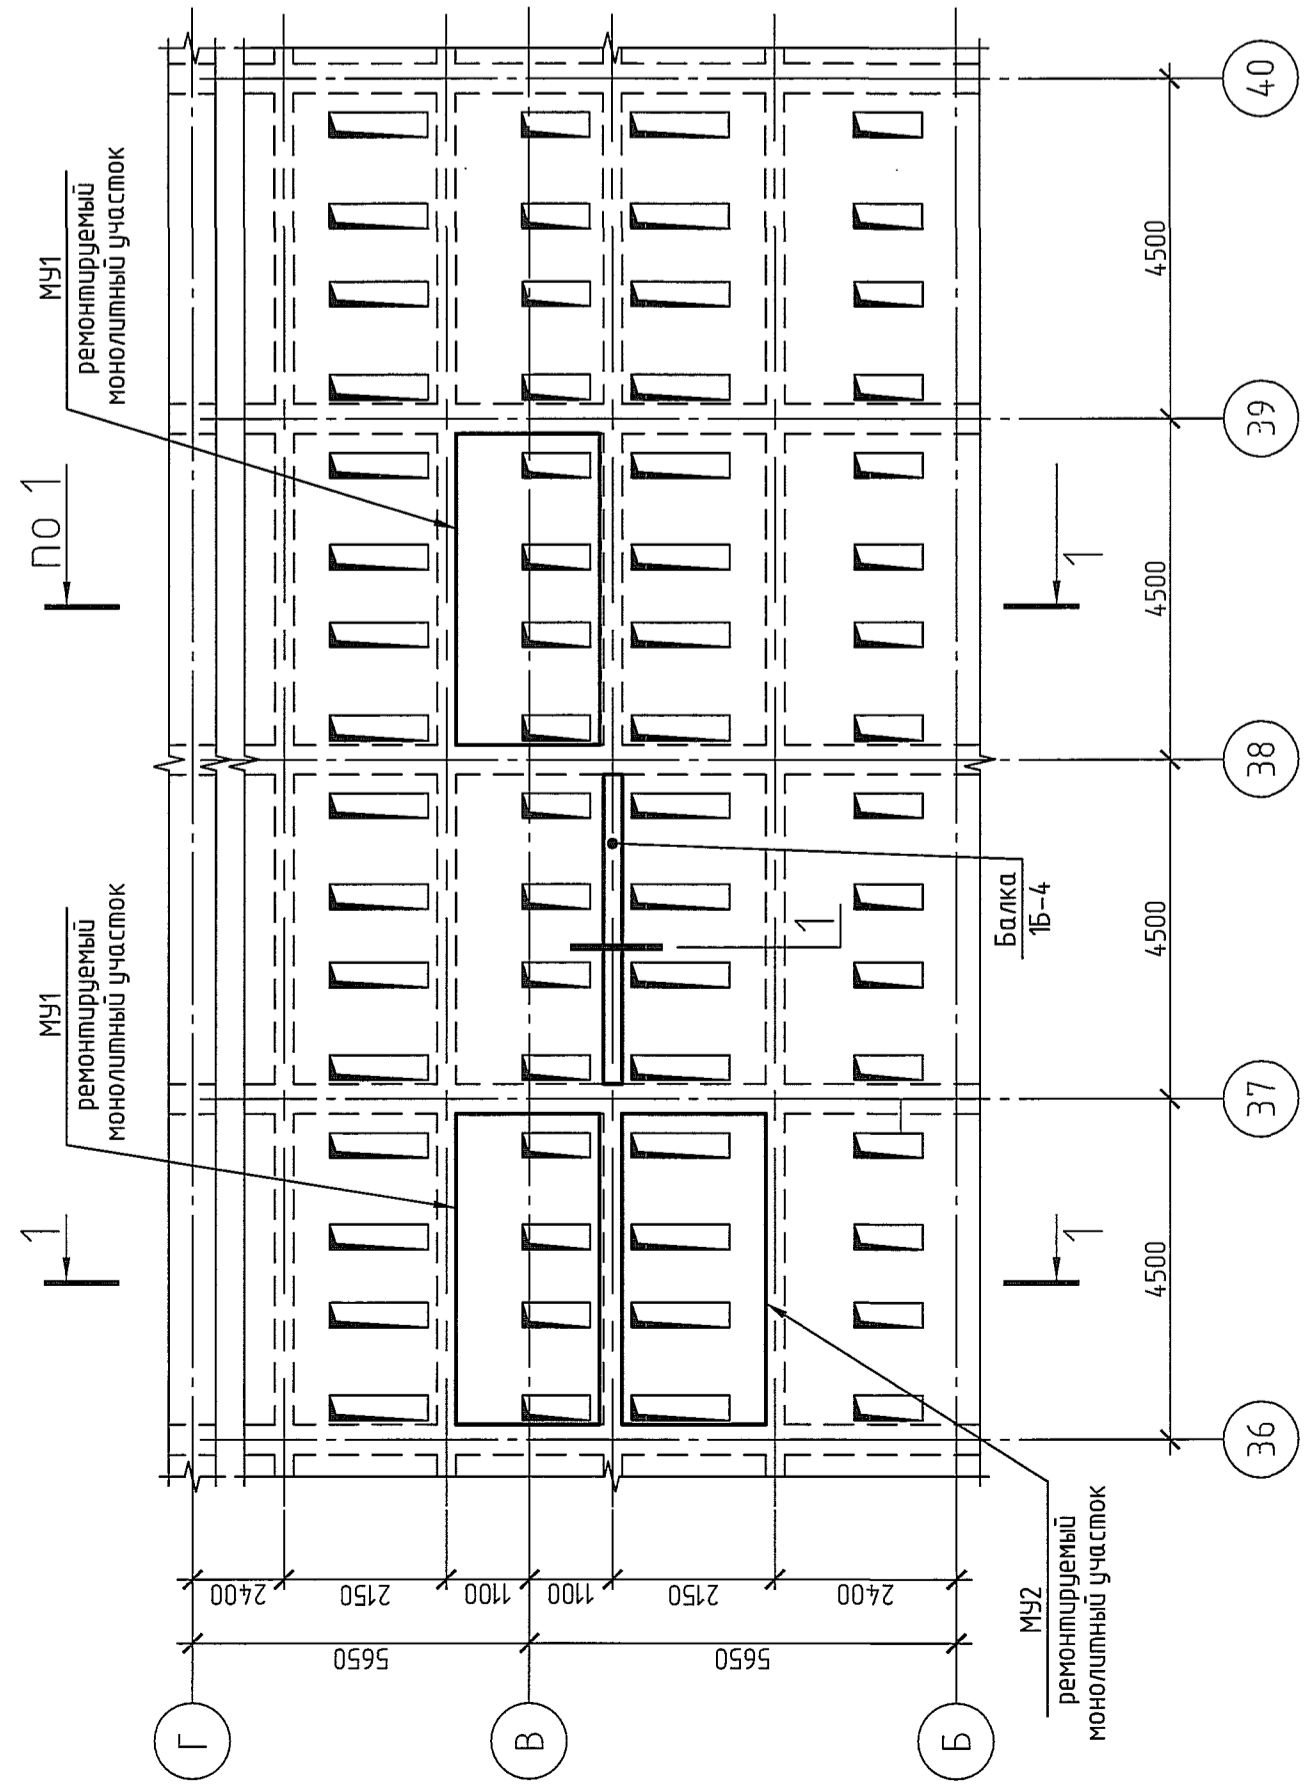 МУ1
ремонтируемый
монолитный участок
МУ1
ремонтируемый
монолитный участок
1
по 1
Г
5650
2400
2150
1100
В
5650
1100
2150
2400
Б
1
Балка
1Б-4
1
1
МУ2
ремонтируемый
монолитный участок
4500
4500
4500
4500
36
37
38
39
40